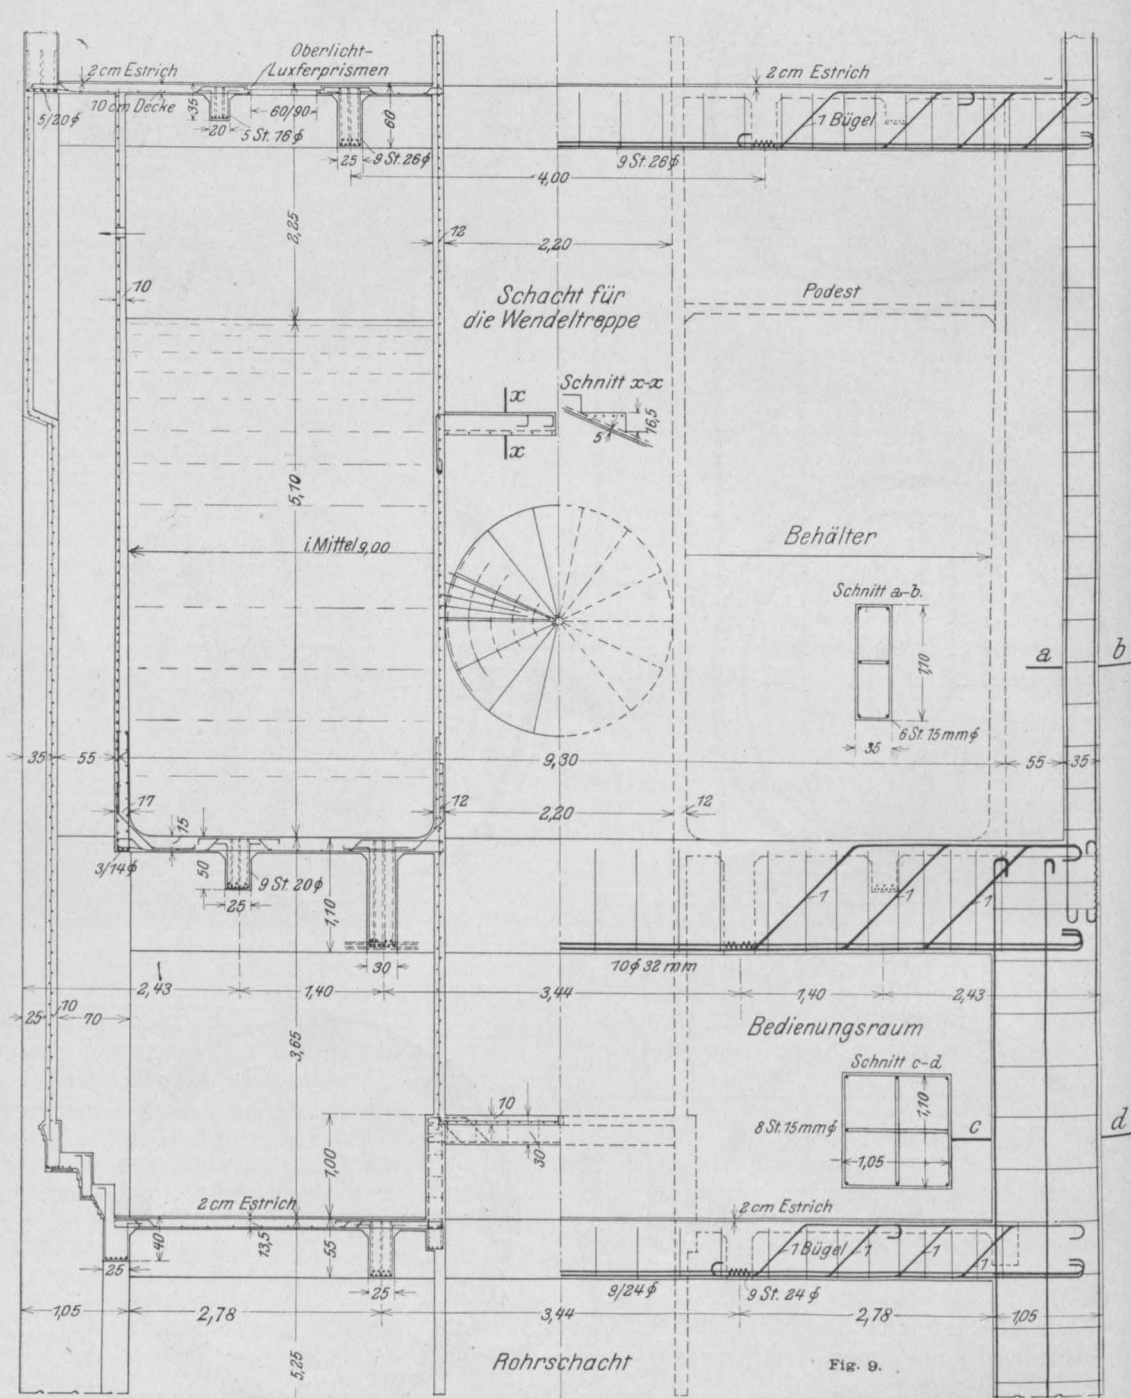 Oberlicht-
Luxferprismen
2 cm Estrich
10 cm Decke
5/20 ϕ
35
20
5 St. 16 ϕ
60/90
60
25
9 St. 26 ϕ
2 cm Estrich
1 Bügel
9 St. 26 ϕ
4,00
2,25
12
2,20
10
Schacht für
die Wendeltreppe
Podest
Schnitt x-x
x
x
5
16,5
5,10
i. Mittel 9,00
Behälter
Schnitt a-b.
1,10
6 St. 15 mm ϕ
35
a
b
35
55
9,30
55
35
17
12
2,20
12
15
50
3/14 ϕ
9 St. 20 ϕ
25
1,10
30
1
1
1
10 ϕ 32 mm
2,43
1,40
3,44
1,40
2,43
25
10
70
3,65
Bedienungsraum
Schnitt c-d
1,10
8 St. 15 mm ϕ
1,05
c
d
10
30
1,00
2 cm Estrich
2 cm Estrich
40
13,5
55
25
25
1 Bügel
1
1
1
9/24 ϕ
9 St. 24 ϕ
1,05
2,78
3,44
2,78
1,05
5,25
Rohrschacht
Fig. 9.